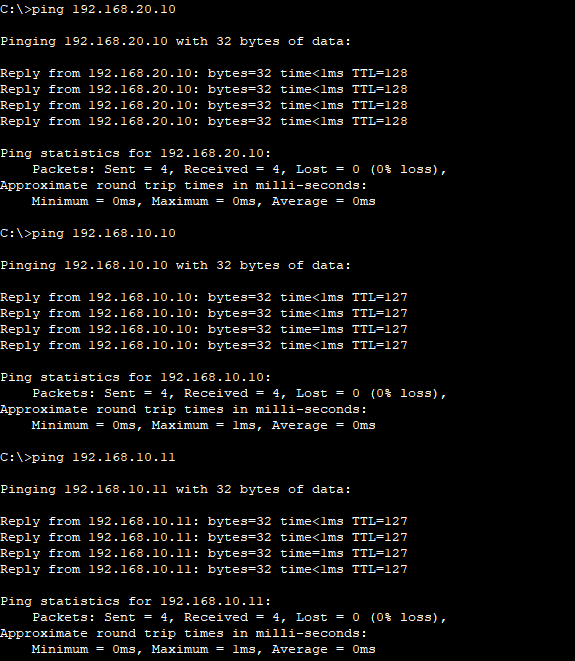 C:\>ping 192.168.20.10
Pinging 192.168.20.10 with 32 bytes of data:
Reply from 192.168.20.10: bytes=32 time<1ms TTL=128
Reply from 192.168.20.10: bytes=32 time<1ms TTL=128
Reply from 192.168.20.10: bytes=32 time<1ms TTL=128
Reply from 192.168.20.10: bytes=32 time<1ms TTL=128
Ping statistics for 192.168.20.10:
    Packets: Sent = 4, Received = 4, Lost = 0 (0% loss),
Approximate round trip times in milli-seconds:
    Minimum = 0ms, Maximum = 0ms, Average = 0ms
C:\>ping 192.168.10.10
Pinging 192.168.10.10 with 32 bytes of data:
Reply from 192.168.10.10: bytes=32 time<1ms TTL=127
Reply from 192.168.10.10: bytes=32 time<1ms TTL=127
Reply from 192.168.10.10: bytes=32 time=1ms TTL=127
Reply from 192.168.10.10: bytes=32 time<1ms TTL=127
Ping statistics for 192.168.10.10:
    Packets: Sent = 4, Received = 4, Lost = 0 (0% loss),
Approximate round trip times in milli-seconds:
    Minimum = 0ms, Maximum = 1ms, Average = 0ms
C:\>ping 192.168.10.11
Pinging 192.168.10.11 with 32 bytes of data:
Reply from 192.168.10.11: bytes=32 time<1ms TTL=127
Reply from 192.168.10.11: bytes=32 time<1ms TTL=127
Reply from 192.168.10.11: bytes=32 time=1ms TTL=127
Reply from 192.168.10.11: bytes=32 time<1ms TTL=127
Ping statistics for 192.168.10.11:
    Packets: Sent = 4, Received = 4, Lost = 0 (0% loss),
Approximate round trip times in milli-seconds:
    Minimum = 0ms, Maximum = 1ms, Average = 0ms